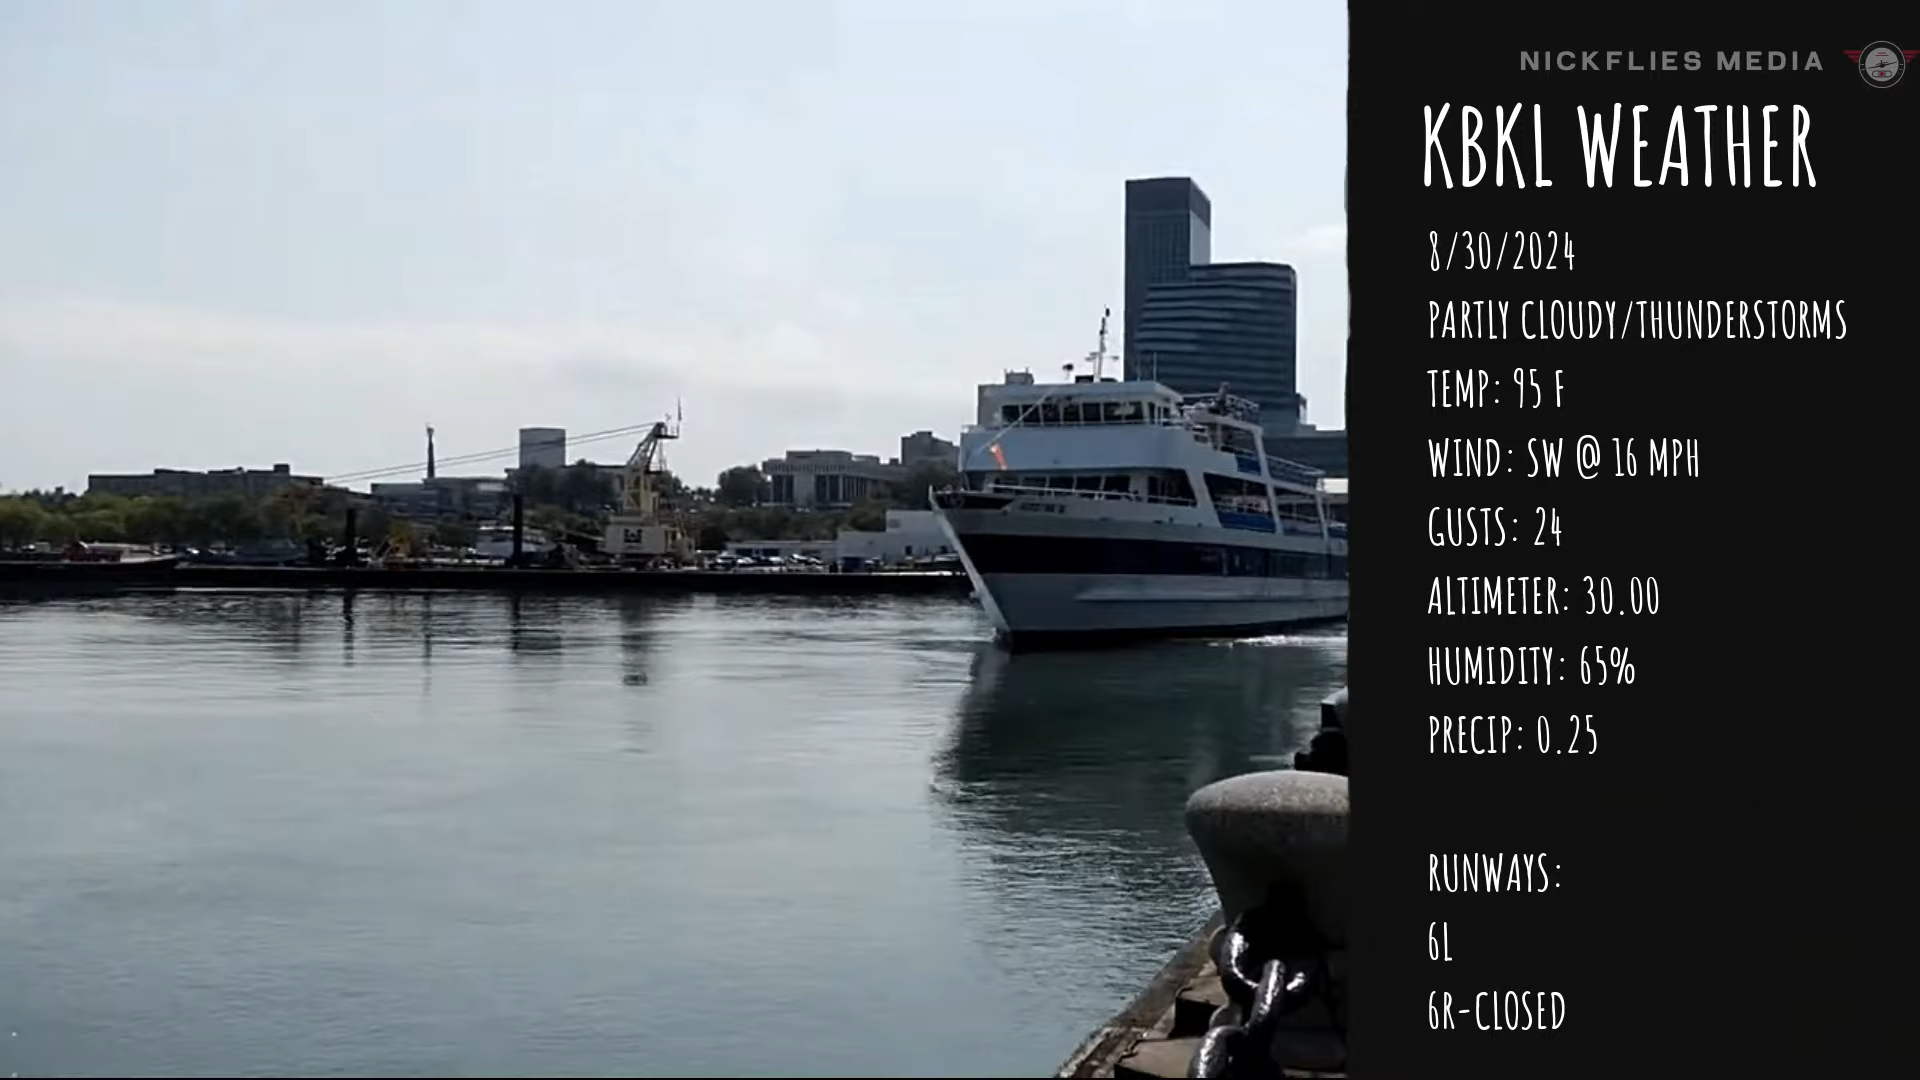 NICKFLIES MEDIA
KBKL WEATHER
8/30/2024
PARTLY CLOUDY/THUNDERSTORMS
TEMP: 95 F
WIND: SW @ 16 MPH
GUSTS: 24
ALTIMETER: 30.00
HUMIDITY: 65%
PRECIP: 0.25
RUNWAYS:
6L
6R-CLOSED